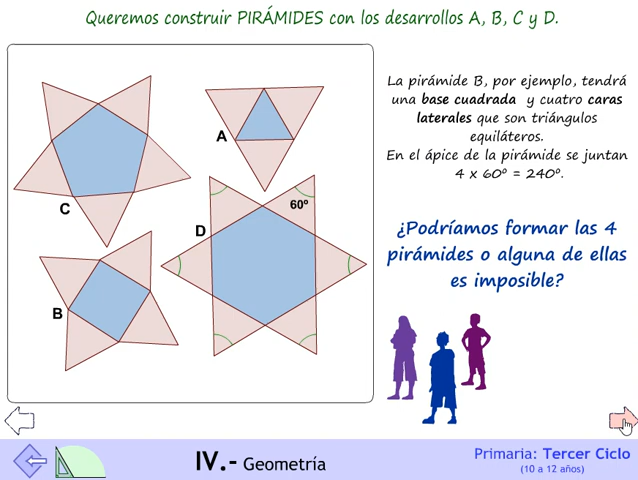 Queremos construir PIRÁMIDES con los desarrollos A, B, C y D.
La pirámide B, por ejemplo, tendrá
una base cuadrada y cuatro caras
laterales que son triángulos
equiláteros.
En el ápice de la pirámide se juntan
4 x 60º = 240º.
A
C
60º
D
B
¿Podríamos formar las 4
pirámides o alguna de ellas
es imposible?
IV.- Geometría
Primaria: Tercer Ciclo
(10 a 12 años)